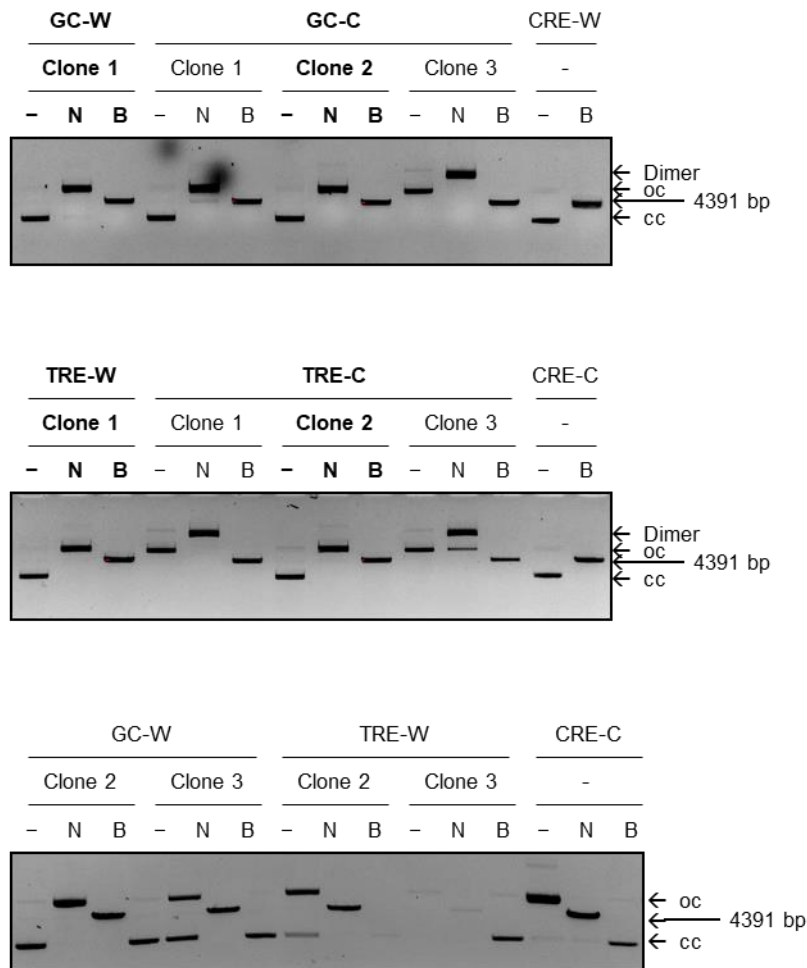 GC-W GC-C CRE-W
Clone 1 Clone 1 Clone 2 Clone 3 -
– N B – N B – N B – N B – B
Dimer
oc
4391 bp
cc
TRE-W TRE-C CRE-C
Clone 1 Clone 1 Clone 2 Clone 3 -
– N B – N B – N B – N B – B
Dimer
oc
4391 bp
cc
GC-W TRE-W CRE-C
Clone 2 Clone 3 Clone 2 Clone 3 -
– N B – N B – N B – N B – N B
oc
4391 bp
cc